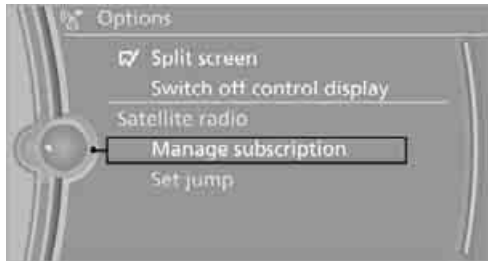 Options
Split screen
Switch off control display
Satellite radio
Manage subscription
Set jump